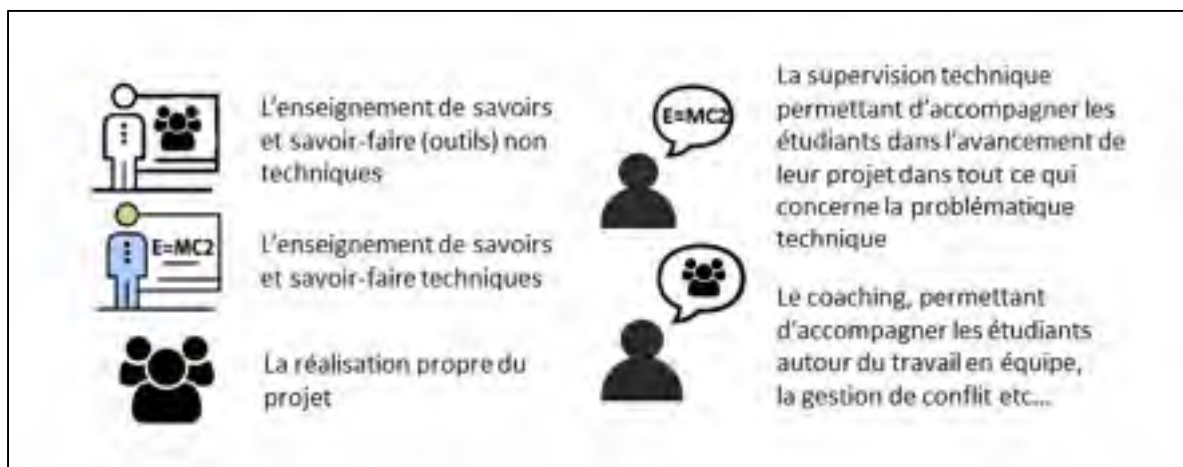 L'enseignement de savoirs
et savoir-faire (outils) non
techniques
E=MC2
L'enseignement de savoirs
et savoir-faire techniques
La réalisation propre du
projet
E=MC2
La supervision technique
permettant d'accompagner les
étudiants dans l'avancement de
leur projet dans tout ce qui
concerne la problématique
technique
Le coaching, permettant
d'accompagner les étudiants
autour du travail en équipe,
la gestion de conflit etc...